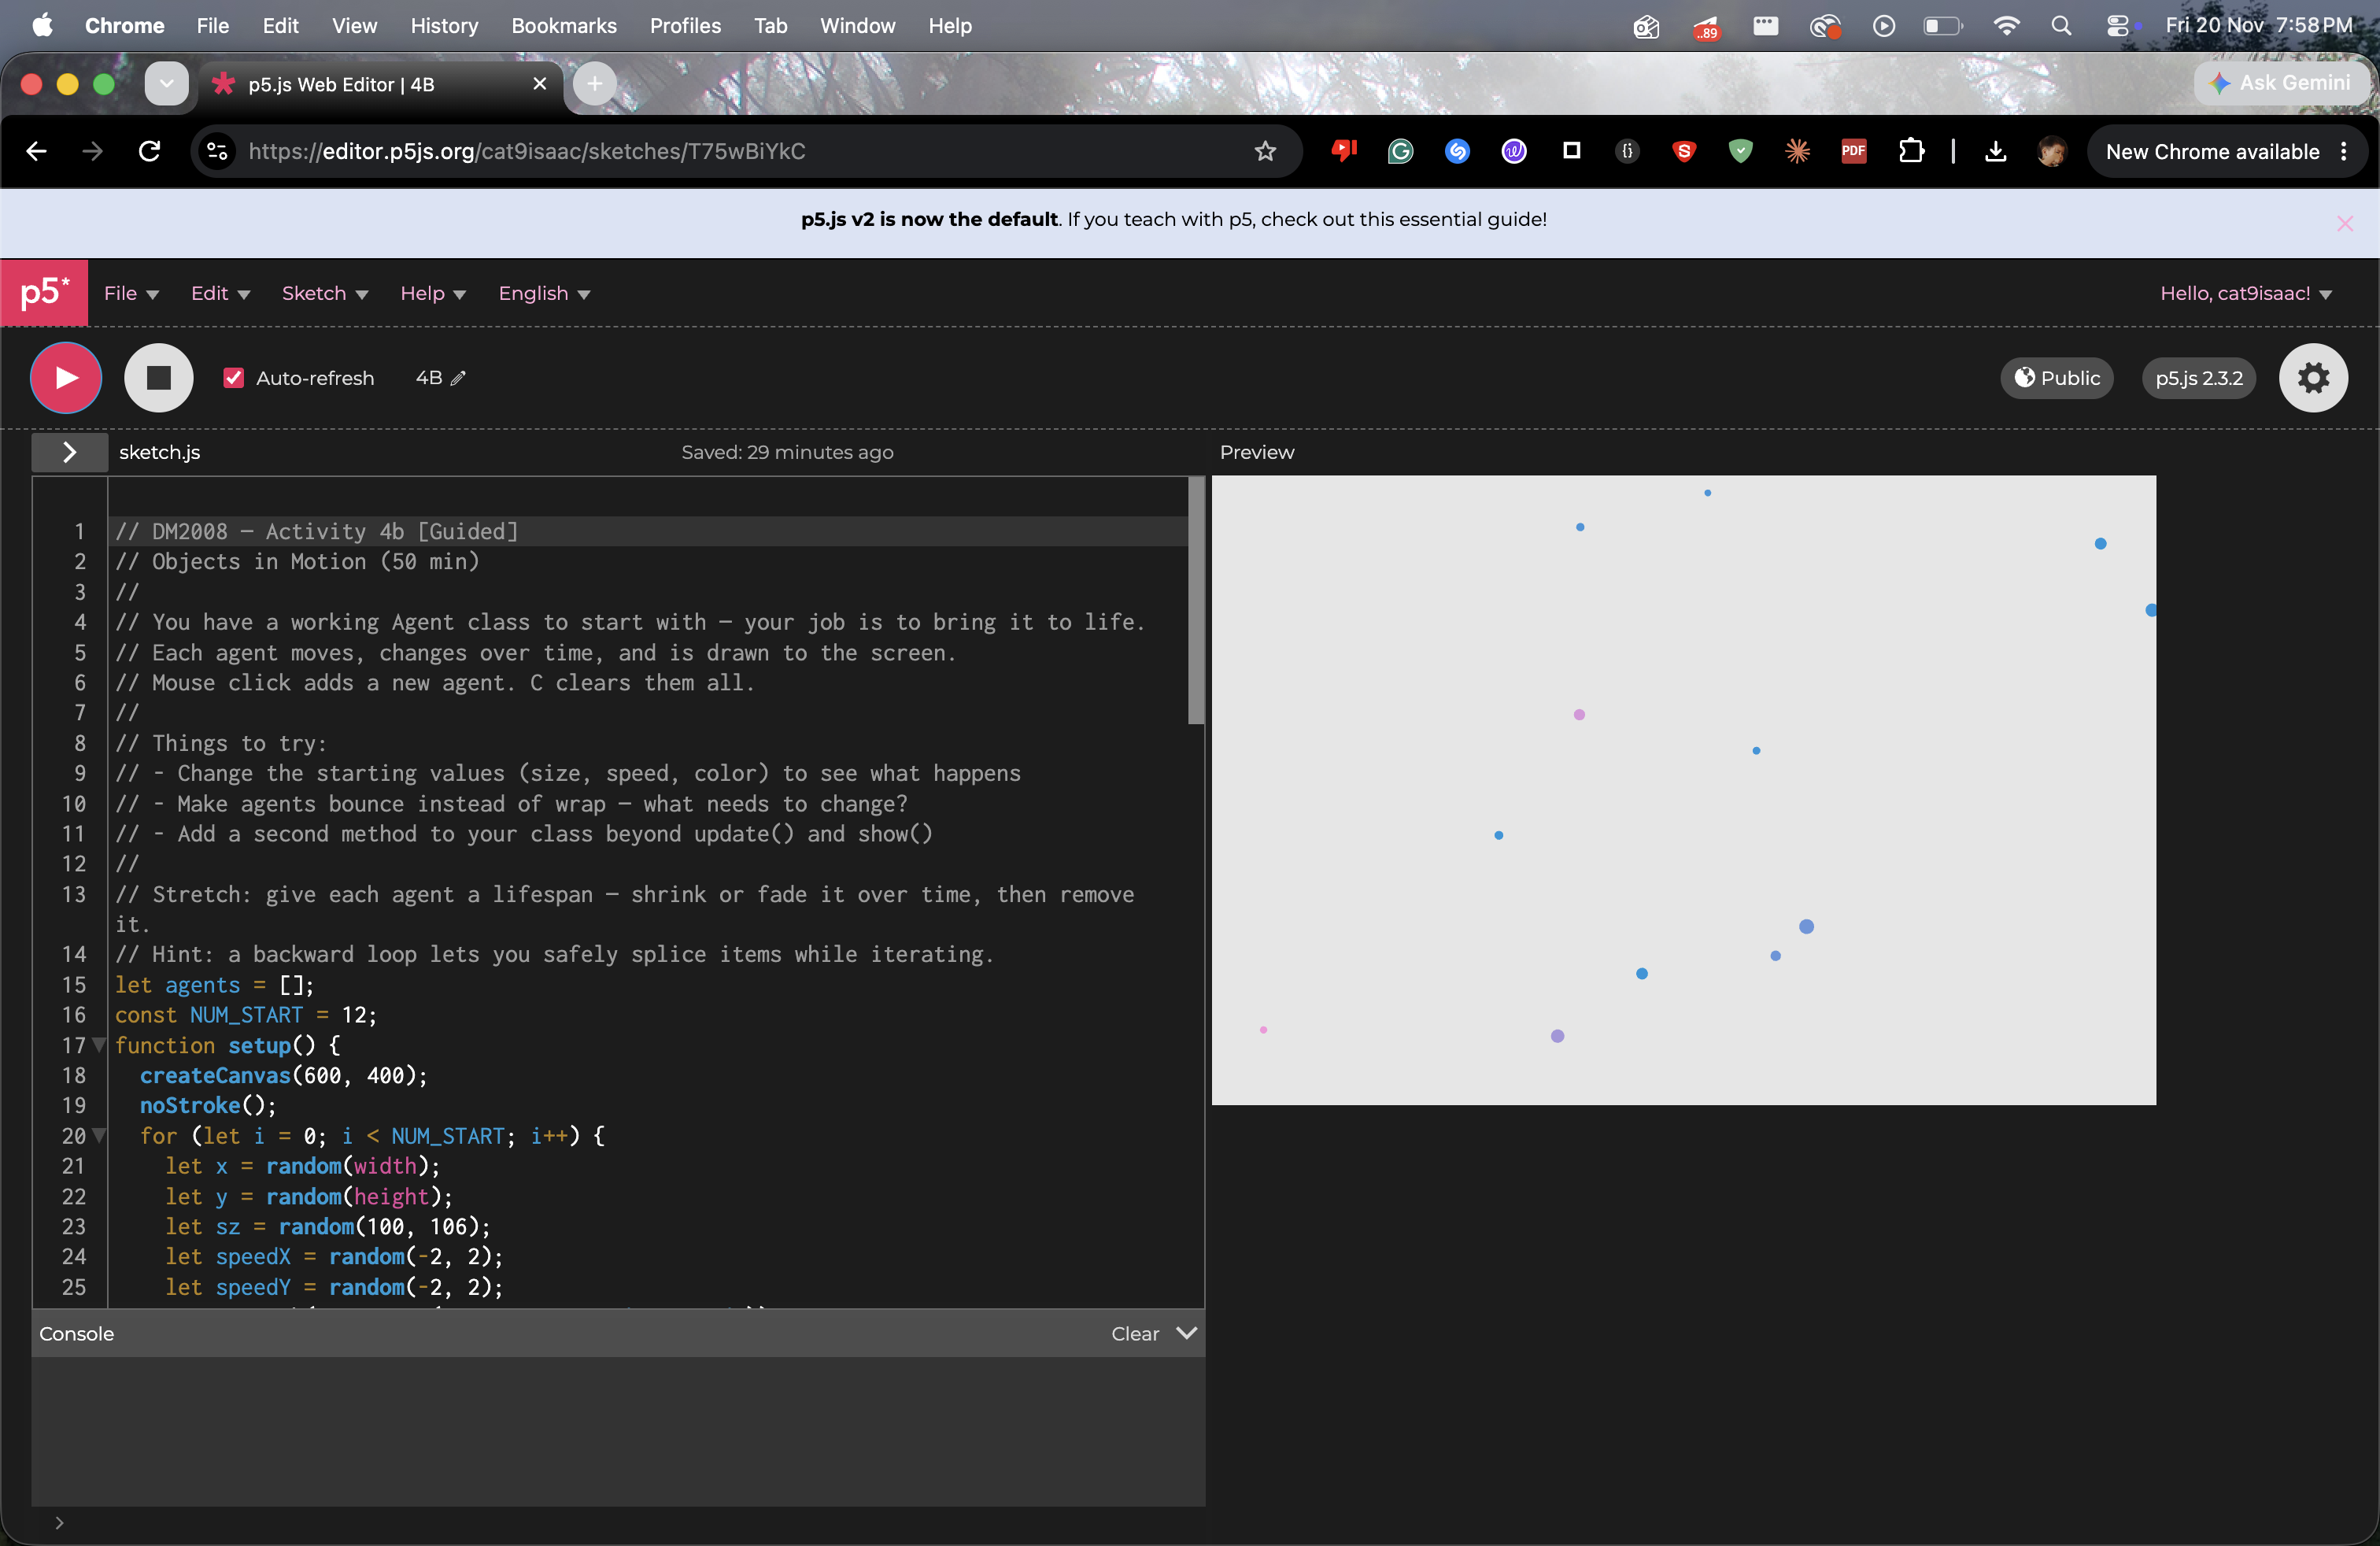 Chrome File Edit View History Bookmarks Profiles Tab Window Help
..89
Fri 20 Nov 7:58 PM
p5.js Web Editor | 4B
Ask Gemini
https://editor.p5js.org/cat9isaac/sketches/T75wBiYkC
PDF
New Chrome available
p5.js v2 is now the default. If you teach with p5, check out this essential guide!
p5* File Edit Sketch Help English
Hello, cat9isaac!
Auto-refresh 4B
Public
p5.js 2.3.2
sketch.js
Saved: 29 minutes ago
Preview
1 // DM2008 – Activity 4b [Guided]
2 // Objects in Motion (50 min)
3 //
4 // You have a working Agent class to start with – your job is to bring it to life.
5 // Each agent moves, changes over time, and is drawn to the screen.
6 // Mouse click adds a new agent. C clears them all.
7 //
8 // Things to try:
9 // - Change the starting values (size, speed, color) to see what happens
10 // - Make agents bounce instead of wrap – what needs to change?
11 // - Add a second method to your class beyond update() and show()
12 //
13 // Stretch: give each agent a lifespan – shrink or fade it over time, then remove
it.
14 // Hint: a backward loop lets you safely splice items while iterating.
15 let agents = [];
16 const NUM_START = 12;
17 function setup() {
18 createCanvas(600, 400);
19 noStroke();
20 for (let i = 0; i < NUM_START; i++) {
21 let x = random(width);
22 let y = random(height);
23 let sz = random(100, 106);
24 let speedX = random(-2, 2);
25 let speedY = random(-2, 2);
Console
Clear